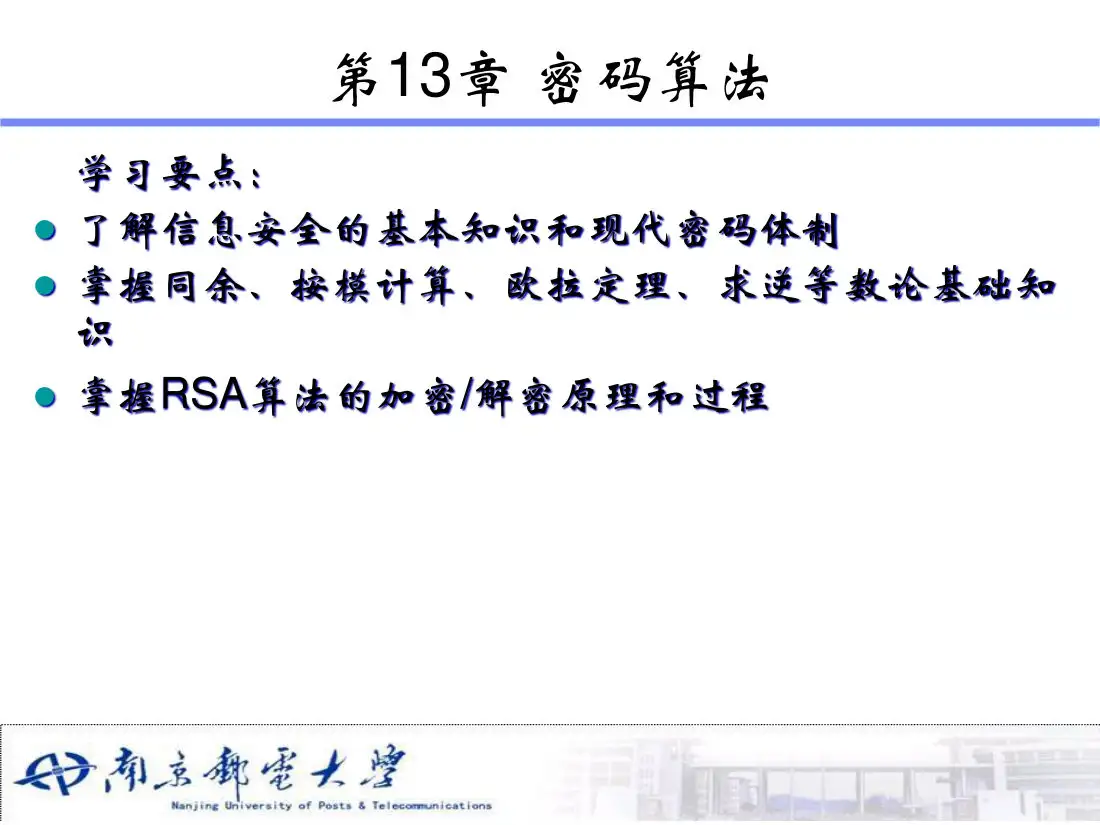 第13章 密码算法
学习要点：
了解信息安全的基本知识和现代密码体制
掌握同余、按模计算、欧拉定理、求逆等数论基础知
识
掌握RSA算法的加密/解密原理和过程
南京郵電大學
Nanjing University of Posts & Telecommunications